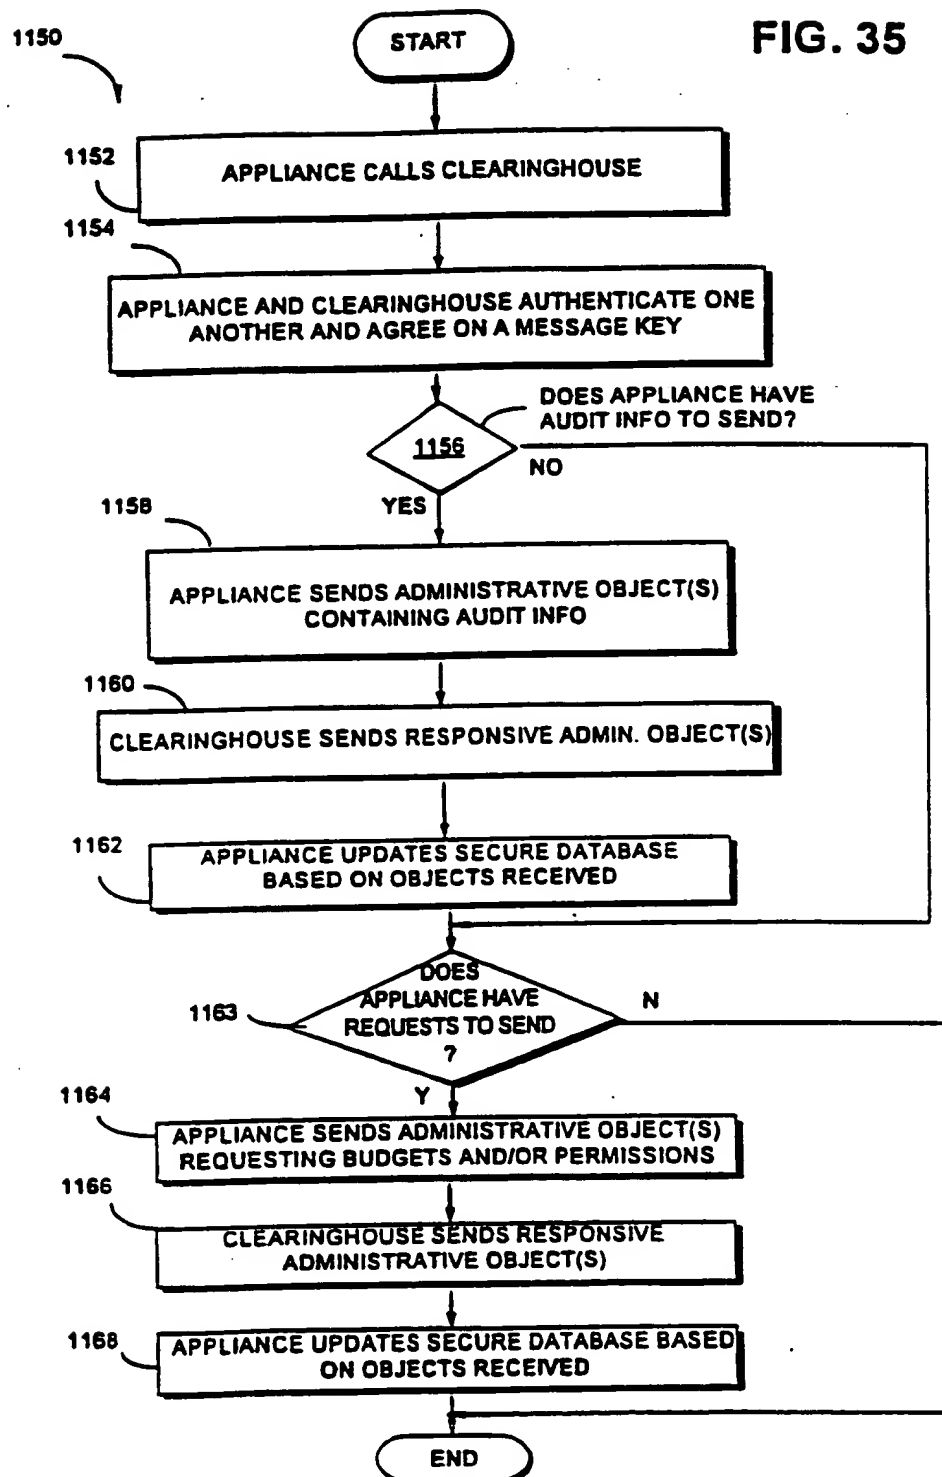 FIG. 35
1150
START
1152
APPLIANCE CALLS CLEARINGHOUSE
1154
APPLIANCE AND CLEARINGHOUSE AUTHENTICATE ONE
ANOTHER AND AGREE ON A MESSAGE KEY
DOES APPLIANCE HAVE
AUDIT INFO TO SEND?
1156
NO
YES
1158
APPLIANCE SENDS ADMINISTRATIVE OBJECT(S)
CONTAINING AUDIT INFO
1160
CLEARINGHOUSE SENDS RESPONSIVE ADMIN. OBJECT(S)
1162
APPLIANCE UPDATES SECURE DATABASE
BASED ON OBJECTS RECEIVED
1163
DOES
APPLIANCE HAVE
REQUESTS TO SEND
?
N
Y
1164
APPLIANCE SENDS ADMINISTRATIVE OBJECT(S)
REQUESTING BUDGETS AND/OR PERMISSIONS
1166
CLEARINGHOUSE SENDS RESPONSIVE
ADMINISTRATIVE OBJECT(S)
1168
APPLIANCE UPDATES SECURE DATABASE BASED
ON OBJECTS RECEIVED
END